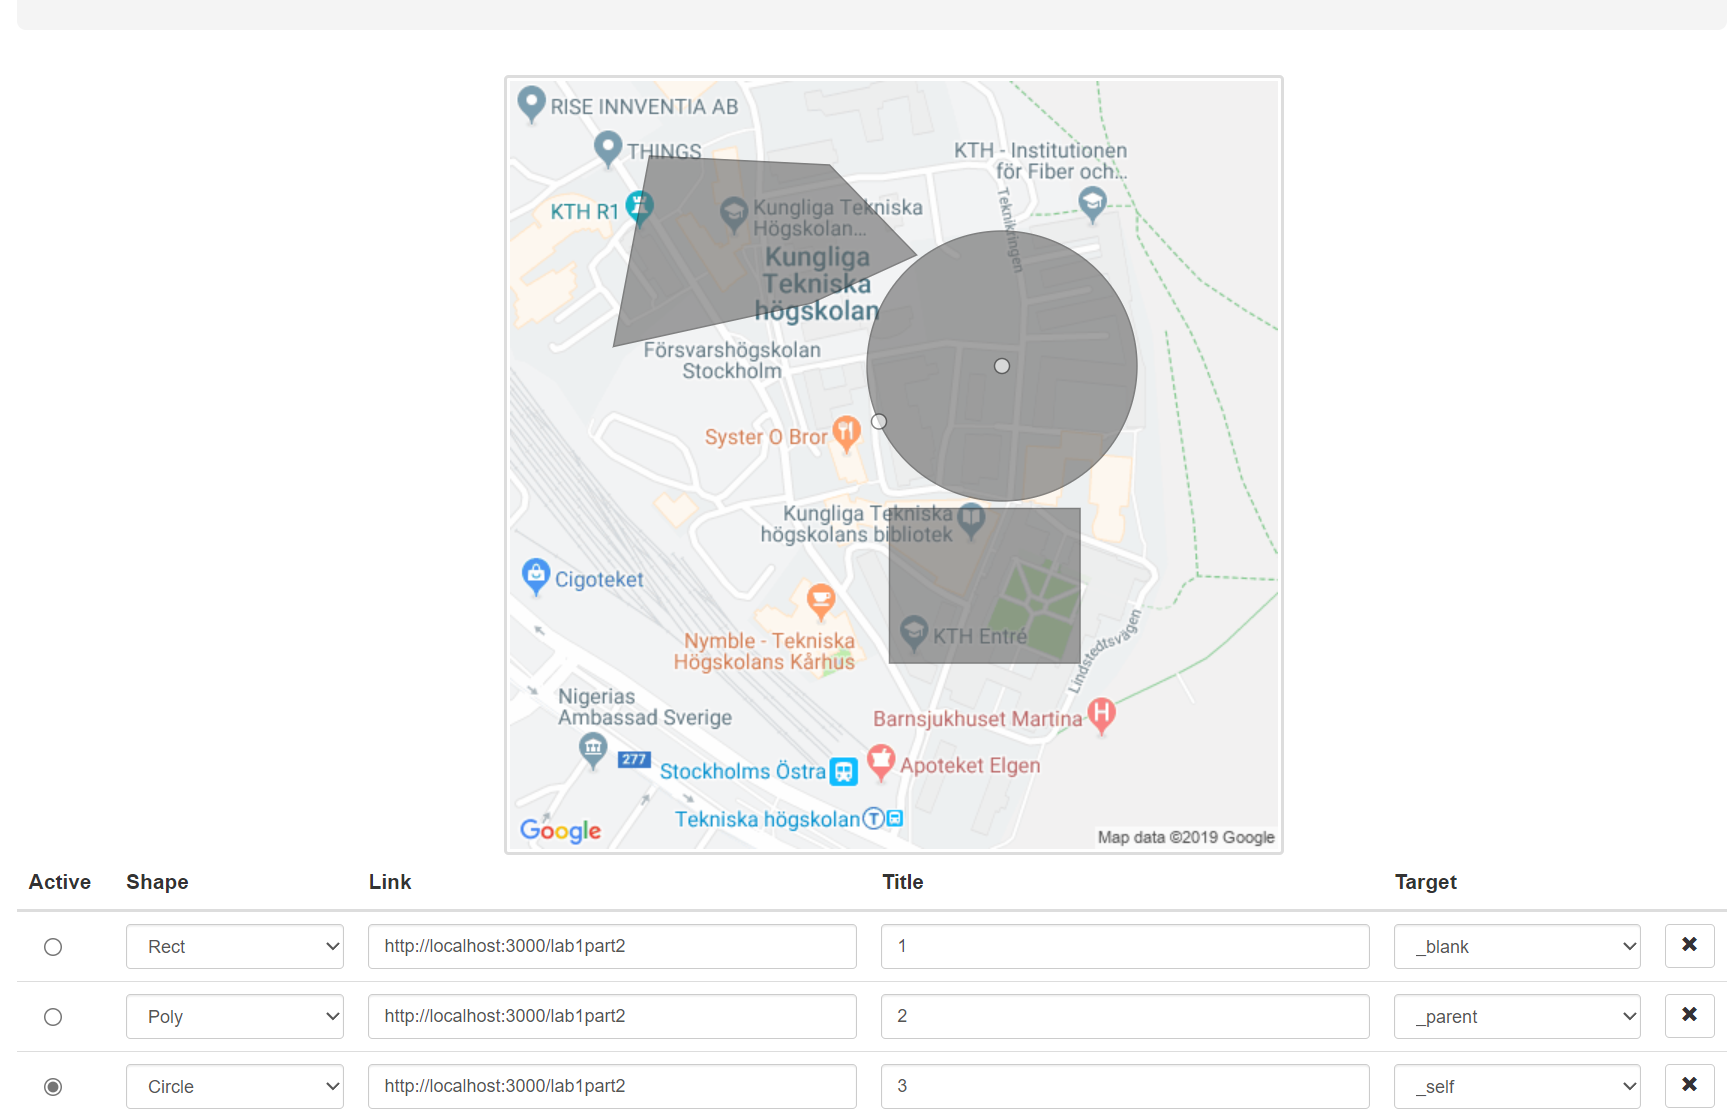 RISE INNVENTIA AB
THINGS
KTH - Institutionen
för Fiber och...
KTH R1
Kungliga Tekniska
Högskolan...
Teknikringen
Kungliga
Tekniska
högskolan
Försvarshögskolan
Stockholm
Syster O Bror
Kungliga Tekniska
högskolans bibliotek
Cigoteket
KTH Entré
Nymble - Tekniska
Högskolans Kårhus
Lindstedtsvägen
Nigerias
Ambassad Sverige
Barnsjukhuset Martina
H
277
Stockholms Östra
Apoteket Elgen
Tekniska högskolan T
Google
Map data ©2019 Google
Active Shape Link Title Target
Rect http://localhost:3000/lab1part2 1 _blank
Poly http://localhost:3000/lab1part2 2 _parent
Circle http://localhost:3000/lab1part2 3 _self